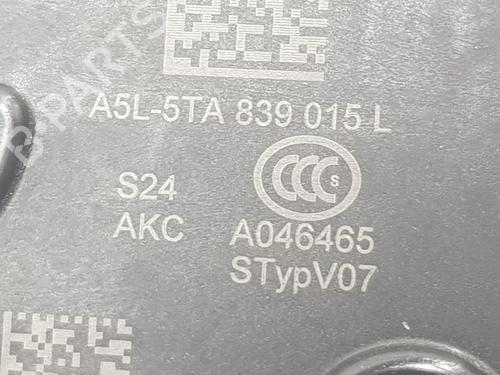 B-PARTS
A5L-5TA 839 015 L
S24
CCC S
AKC A046465
STypV07